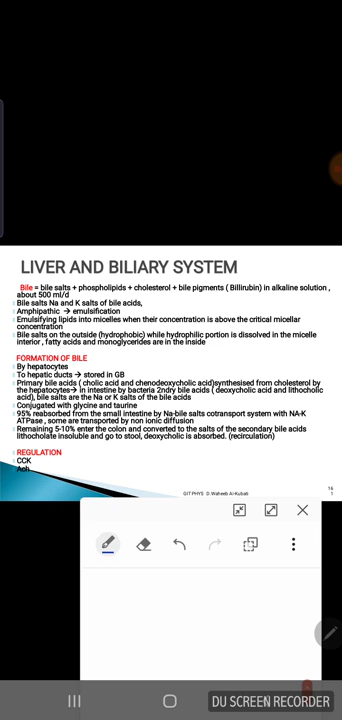 LIVER AND BILIARY SYSTEM
Bile = bile salts + phospholipids + cholesterol + bile pigments ( Billirubin) in alkaline solution ,
about 500 ml/d
Bile salts Na and K salts of bile acids,
Amphipathic → emulsification
Emulsifying lipids into micelles when their concentration is above the critical micellar
concentration
Bile salts on the outside (hydrophobic) while hydrophilic portion is dissolved in the micelle
interior , fatty acids and monoglycerides are in the inside
FORMATION OF BILE
By hepatocytes
To hepatic ducts → stored in GB
Primary bile acids ( cholic acid and chenodeoxycholic acid)synthesised from cholesterol by
the hepatocytes→ in intestine by bacteria 2ndry bile acids ( deoxycholic acid and lithocholic
acid), bile salts are the Na or K salts of the bile acids
Conjugated with glycine and taurine
95% reabsorbed from the small intestine by Na-bile salts cotransport system with NA-K
ATPase , some are transported by non ionic diffusion
Remaining 5-10% enter the colon and converted to the salts of the secondary bile acids
lithocholate insoluble and go to stool, deoxycholic is absorbed. (recirculation)
REGULATION
CCK
Ach
GIT PHYS D.Waheeb Al-Kubati
16
1
DU SCREEN RECORDER